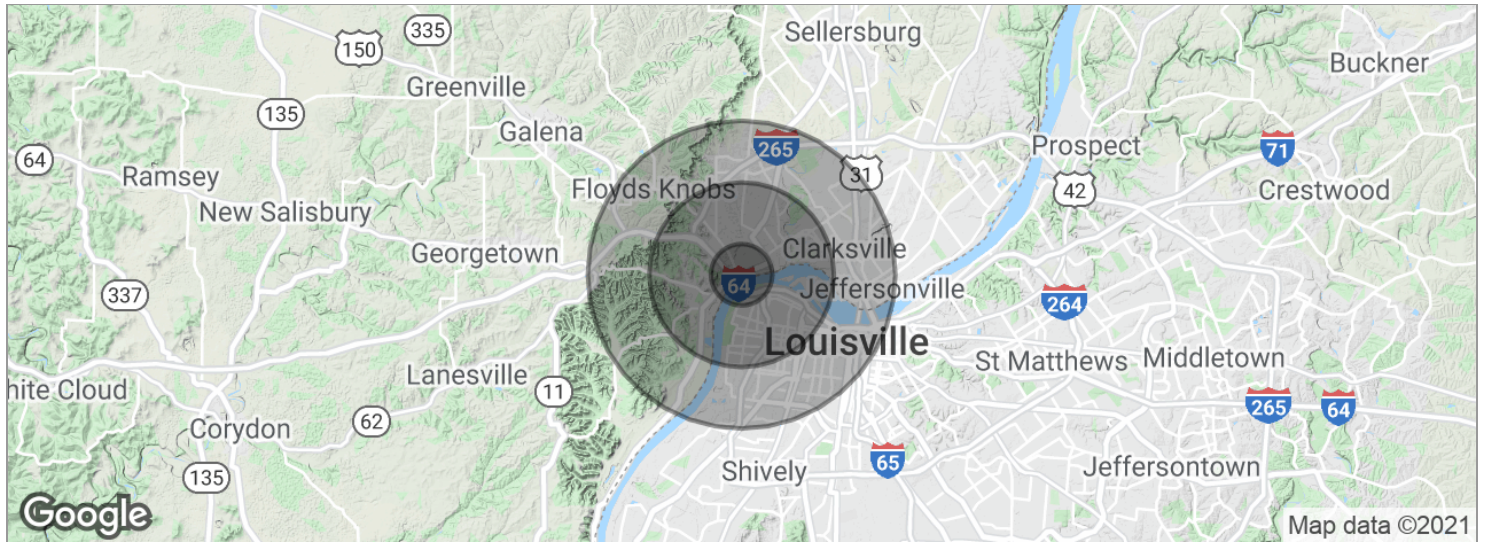 Sellersburg
335
150
Buckner
Greenville
135
Galena
265
71
Prospect
64
31
Ramsey
42
Floyds Knobs
Crestwood
New Salisbury
Georgetown
Clarksville
64
Jeffersonville
337
264
Louisville
St Matthews
Middletown
Lanesville
hite Cloud
11
265
64
62
Corydon
65
Shively
Jeffersontown
135
Google
Map data ©2021